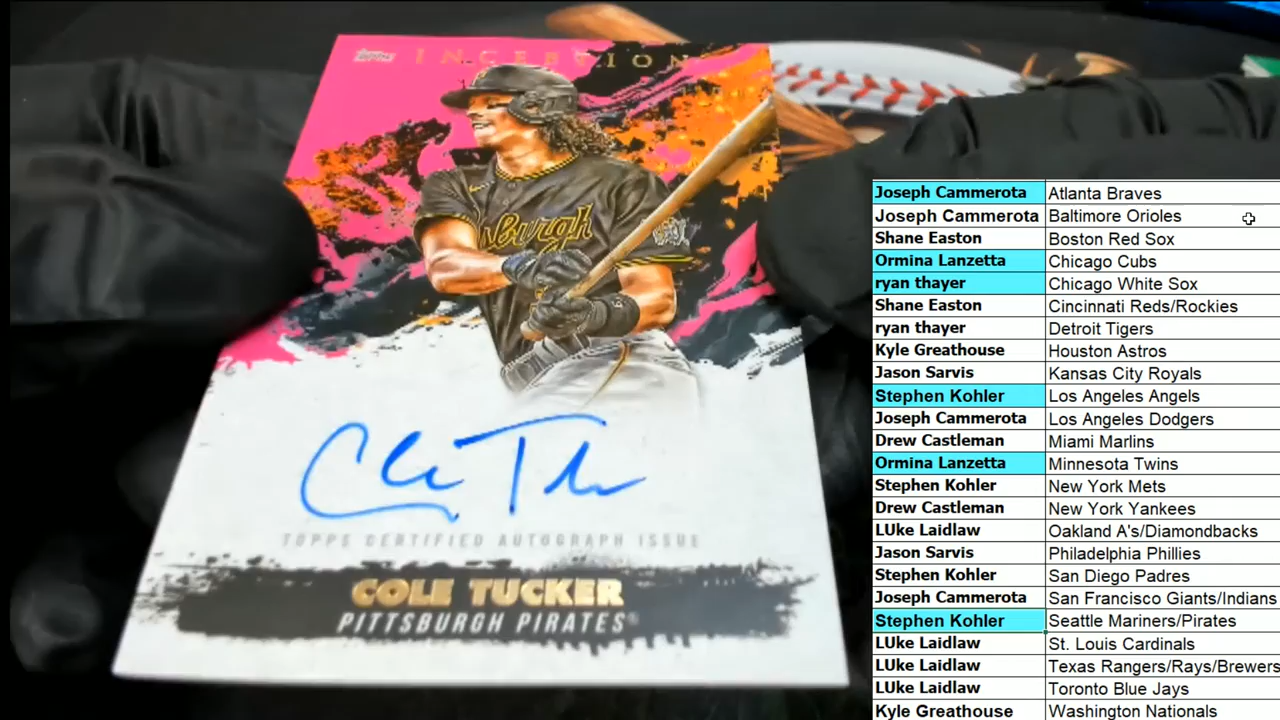 topps INCEPTION
Pittsburgh
Cole Tucker
TOPPS CERTIFIED AUTOGRAPH ISSUE
COLE TUCKER
PITTSBURGH PIRATES®
Joseph Cammerota Atlanta Braves
Joseph Cammerota Baltimore Orioles
Shane Easton Boston Red Sox
Ormina Lanzetta Chicago Cubs
ryan thayer Chicago White Sox
Shane Easton Cincinnati Reds/Rockies
ryan thayer Detroit Tigers
Kyle Greathouse Houston Astros
Jason Sarvis Kansas City Royals
Stephen Kohler Los Angeles Angels
Joseph Cammerota Los Angeles Dodgers
Drew Castleman Miami Marlins
Ormina Lanzetta Minnesota Twins
Stephen Kohler New York Mets
Drew Castleman New York Yankees
LUke Laidlaw Oakland A's/Diamondbacks
Jason Sarvis Philadelphia Phillies
Stephen Kohler San Diego Padres
Joseph Cammerota San Francisco Giants/Indians
Stephen Kohler Seattle Mariners/Pirates
LUke Laidlaw St. Louis Cardinals
LUke Laidlaw Texas Rangers/Rays/Brewers
LUke Laidlaw Toronto Blue Jays
Kyle Greathouse Washington Nationals